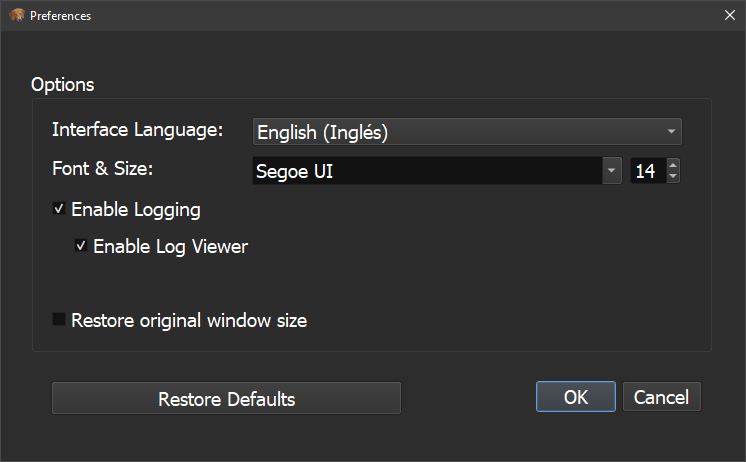 Preferences
Options
Interface Language: English (Inglés)
Font & Size: Segoe UI 14
Enable Logging
Enable Log Viewer
Restore original window size
Restore Defaults OK Cancel